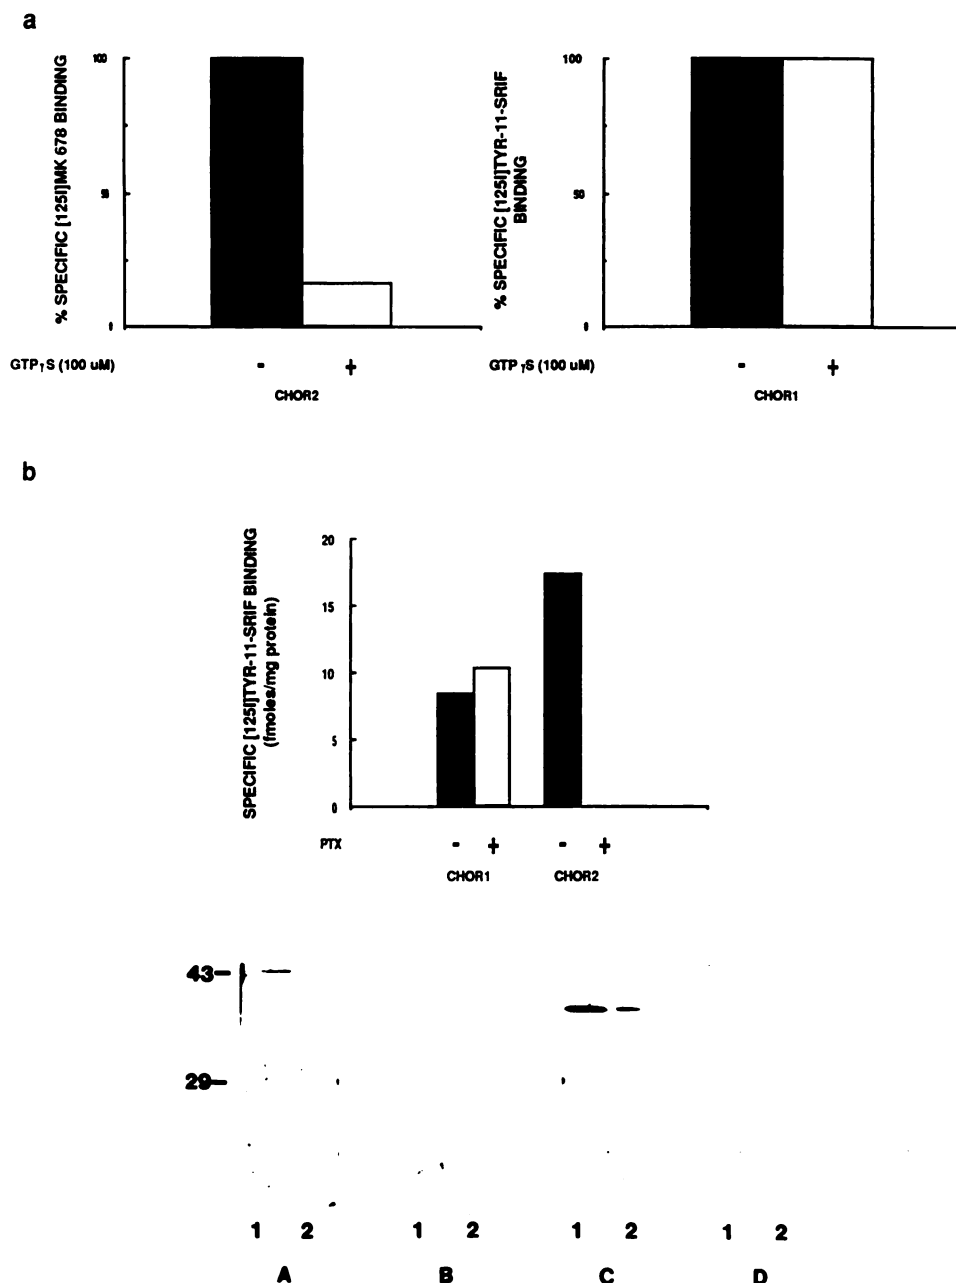 a
% SPECIFIC [125I]MK 678 BINDING
100
50
0
GTPγS (100 uM)
- +
CHOR2
% SPECIFIC [125I]TYR-11-SRIF
BINDING
100
50
0
GTPγS (100 uM)
- +
CHOR1
b
SPECIFIC [125I]TYR-11-SRIF BINDING
(fmoles/mg protein)
20
15
10
5
0
PTX
- + - +
CHOR1 CHOR2
43
29
1 2 1 2 1 2 1 2
A B C D